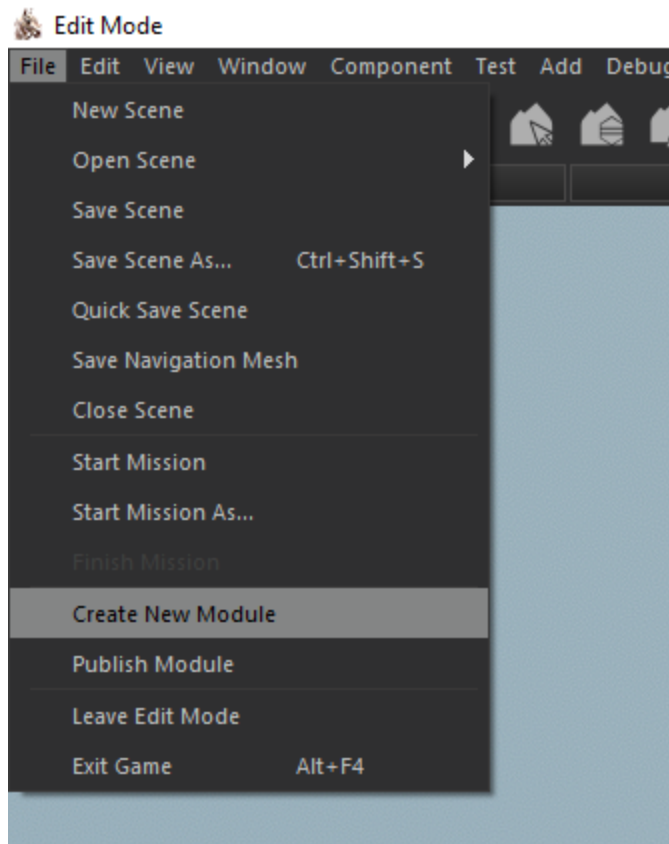 Edit Mode
File Edit View Window Component Test Add Debug
New Scene
Open Scene
Save Scene
Save Scene As... Ctrl+Shift+S
Quick Save Scene
Save Navigation Mesh
Close Scene
Start Mission
Start Mission As...
Finish Mission
Create New Module
Publish Module
Leave Edit Mode
Exit Game Alt+F4